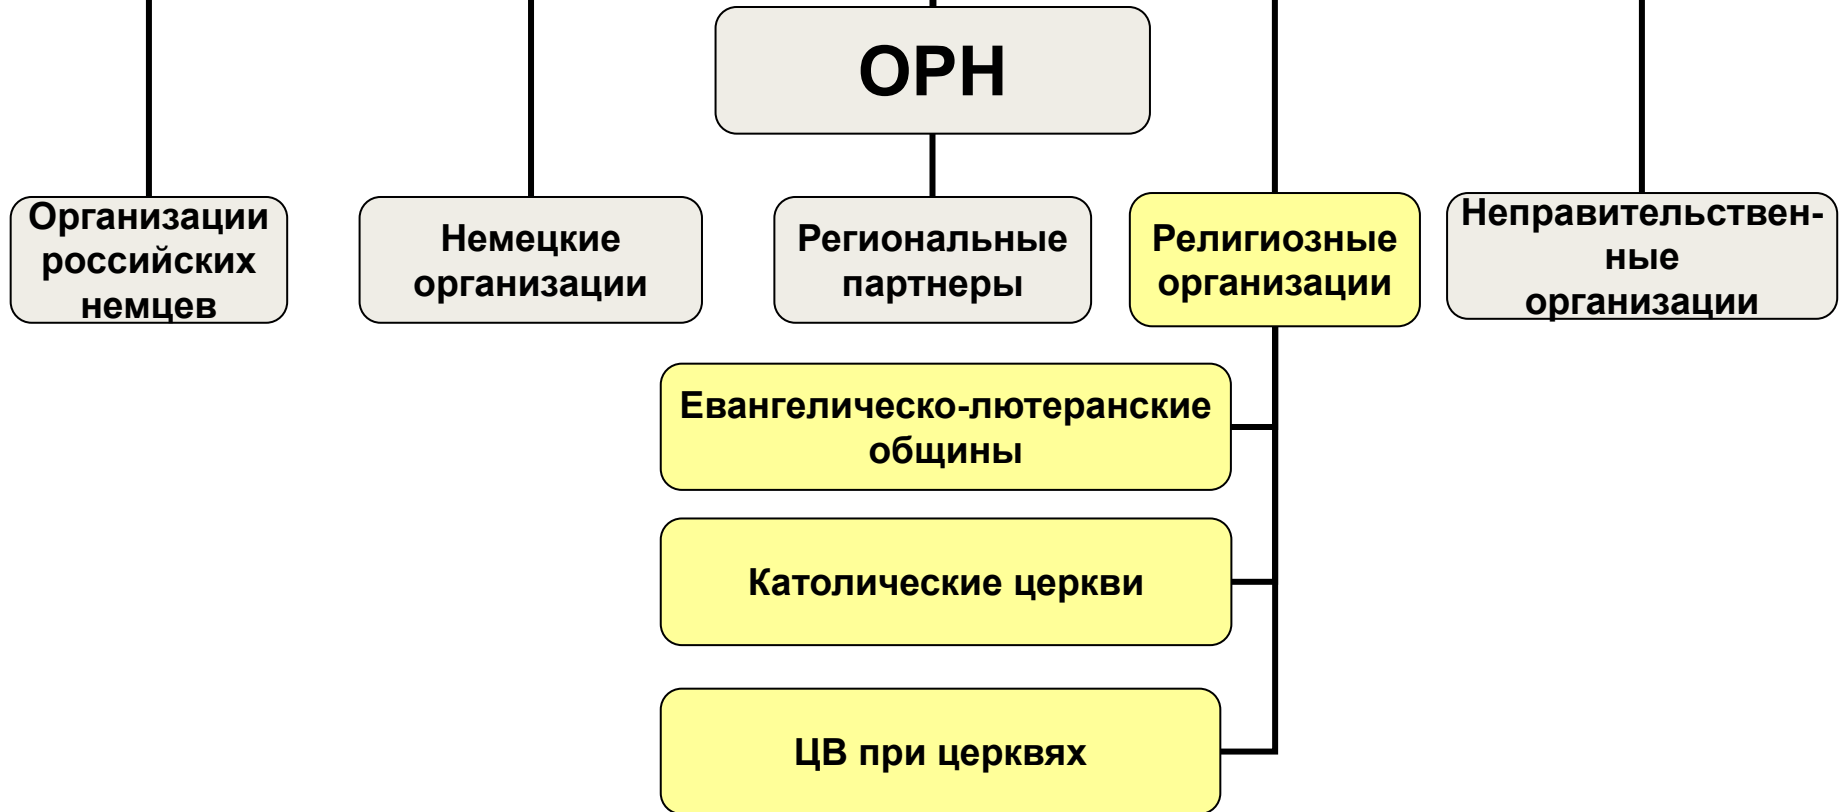 ОРН
Организации
российских
немцев
Немецкие
организации
Региональные
партнеры
Религиозные
организации
Неправительствен-
ные
организации
Евангелическо-лютеранские
общины
Католические церкви
ЦВ при церквях